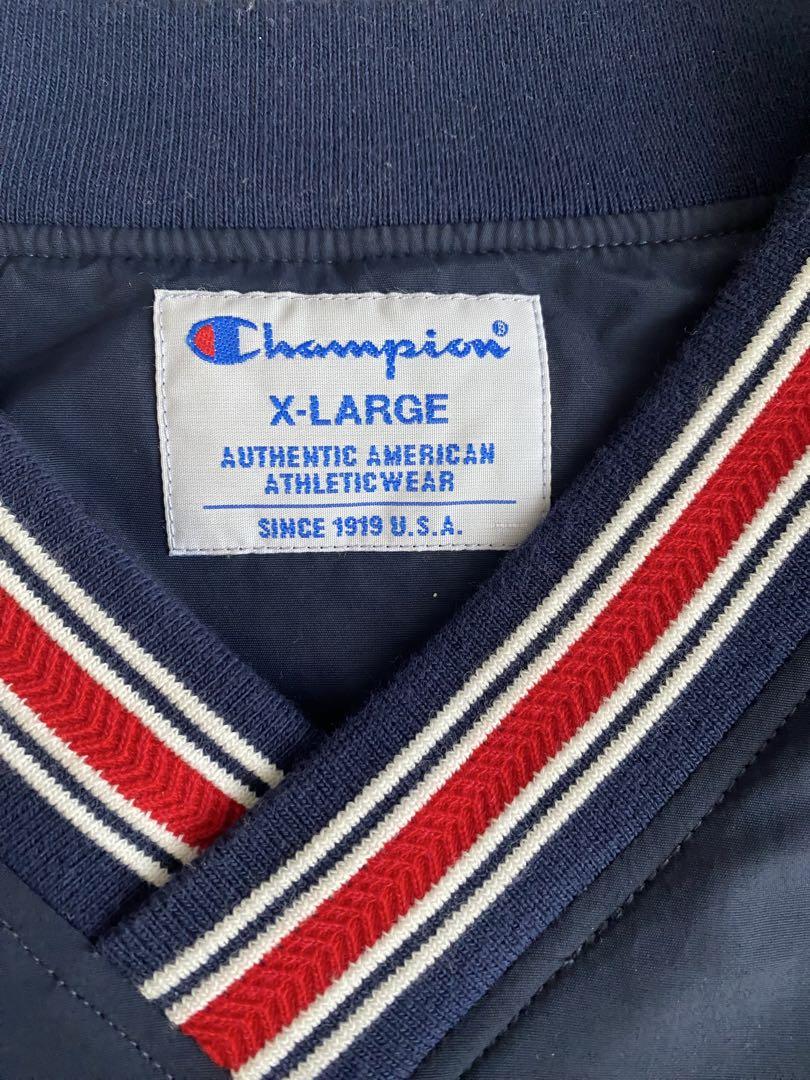 Champion®
X-LARGE
AUTHENTIC AMERICAN
ATHLETICWEAR
SINCE 1919 U.S.A.